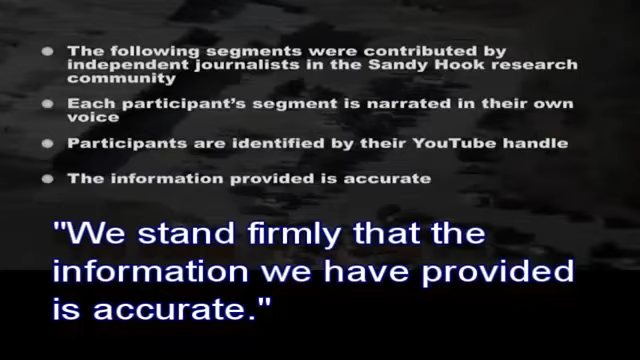 The following segments were contributed by
independent journalists in the Sandy Hook research
community
Each participant's segment is narrated in their own
voice
Participants are identified by their YouTube handle
The information provided is accurate
"We stand firmly that the
information we have provided
is accurate."